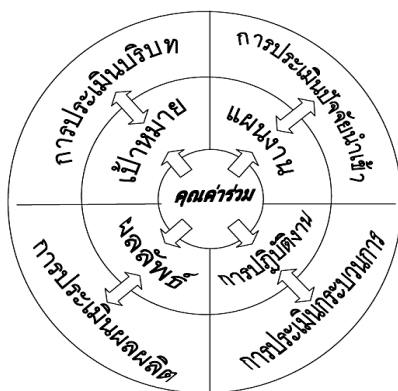 การประเมินบริบท
การประเมินปัจจัยนำเข้า
เป้าหมาย
แผนงาน
คุณค่าร่วม
ผลลัพธ์
การปฏิบัติงาน
การประเมินผลผลิต
การประเมินกระบวนการ